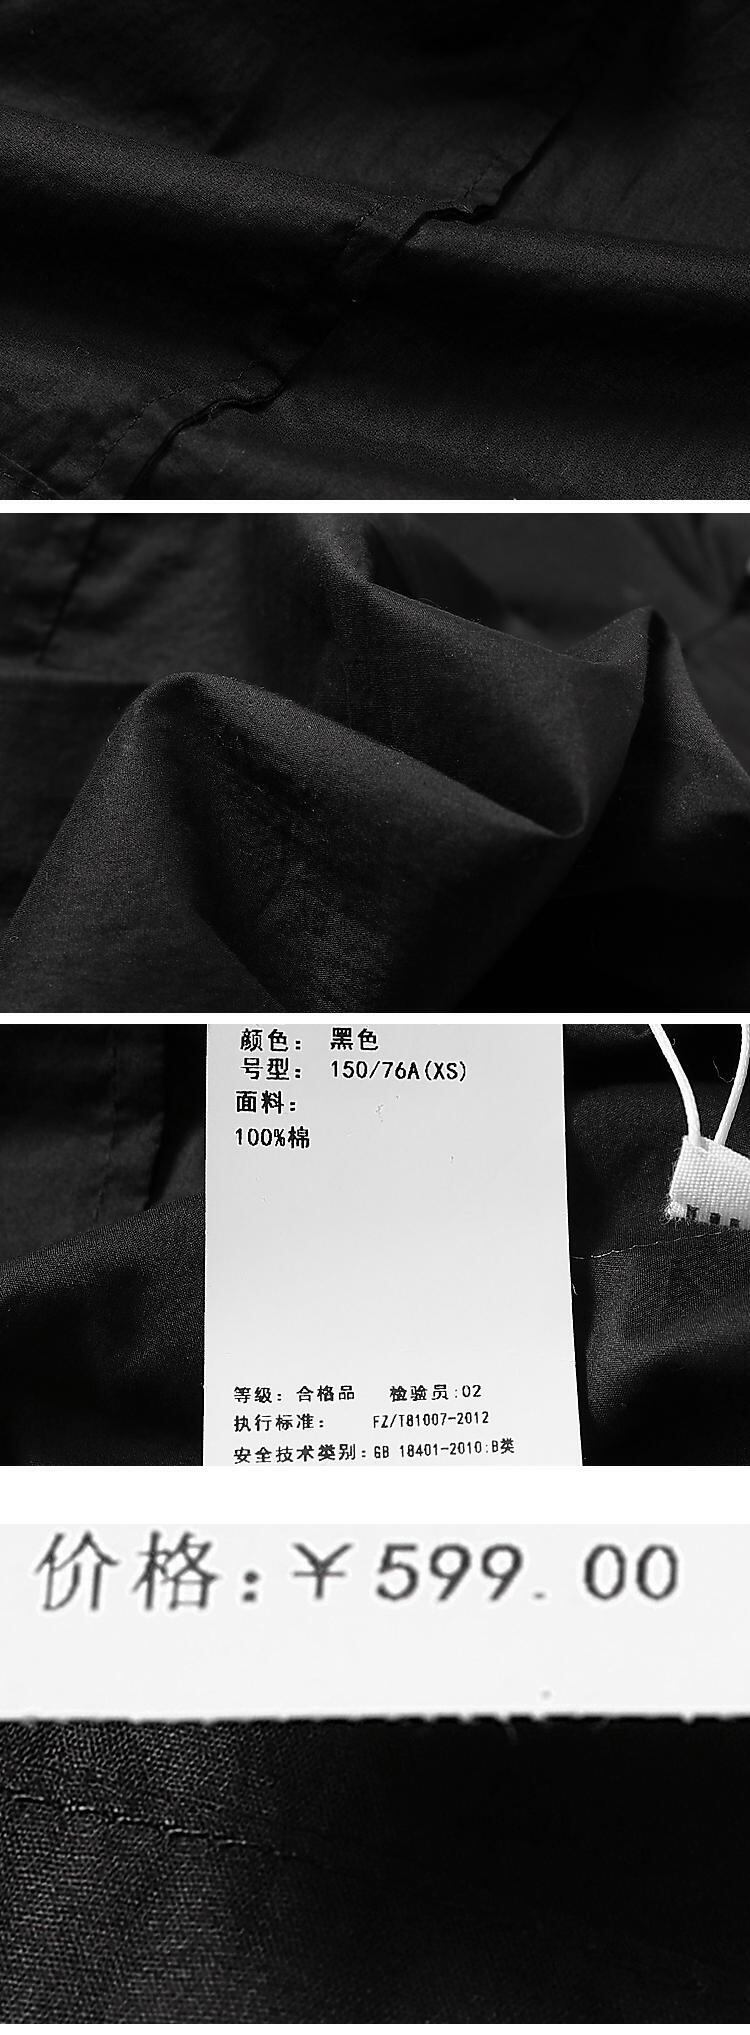 颜色： 黑色
号型： 150/76A(XS)
面料：
100%棉
等级：合格品 检验员:02
执行标准： FZ/T81007-2012
安全技术类别：GB 18401-2010:B类
价格:￥599.00